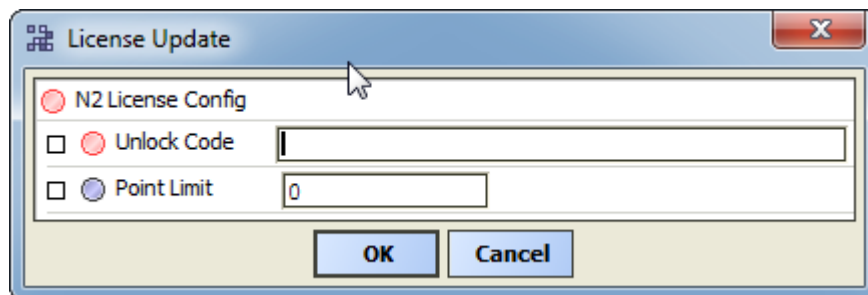 License Update
N2 License Config
Unlock Code
Point Limit 0
OK Cancel